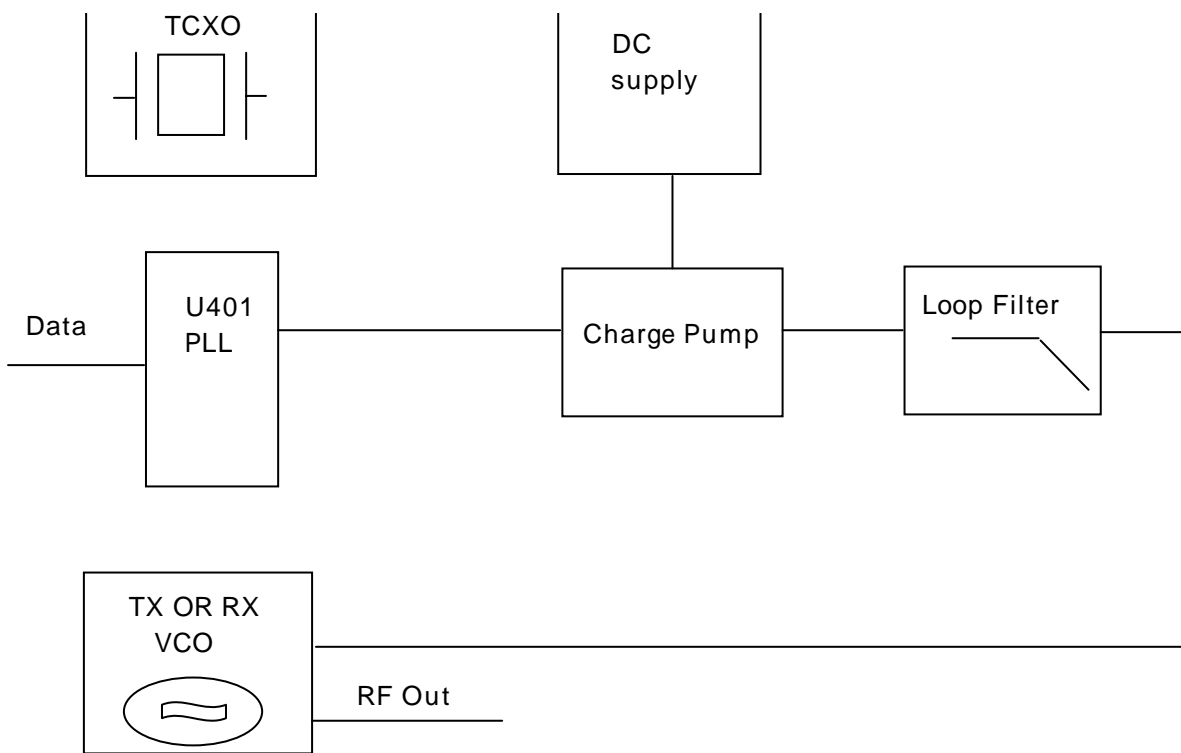 TCXO
DC
supply
Data
U401
PLL
Charge Pump
Loop Filter
TX OR RX
VCO
RF Out